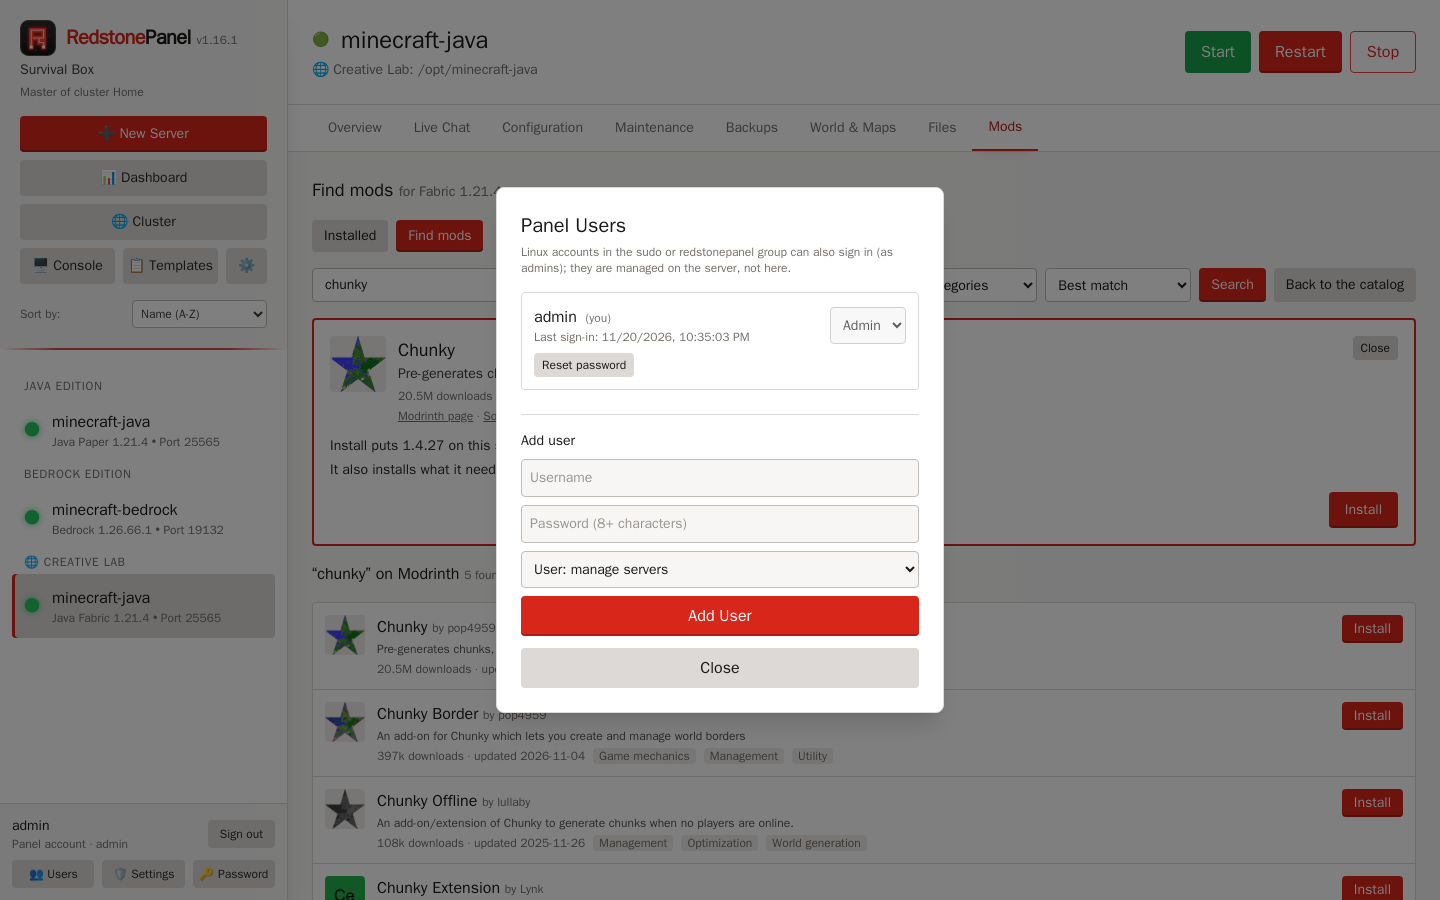 RedstonePanel v1.16.1
Survival Box
Master of cluster Home
➕ New Server
📊 Dashboard
🌐 Cluster
🖥️ Console
📋 Templates
Sort by:
Name (A-Z)
JAVA EDITION
minecraft-java
Java Paper 1.21.4 • Port 25565
BEDROCK EDITION
minecraft-bedrock
Bedrock 1.26.66.1 • Port 19132
🌐 CREATIVE LAB
minecraft-java
Java Fabric 1.21.4 • Port 25565
admin
Panel account · admin
Sign out
👥 Users
🛡️ Settings
🔑 Password
minecraft-java
🌐 Creative Lab: /opt/minecraft-java
Start
Restart
Stop
Overview
Live Chat
Configuration
Maintenance
Backups
World & Maps
Files
Mods
Find mods for Fabric 1.21.4
Installed
Find mods
chunky
Best match
Search
Back to the catalog
Chunky
Close
20.5M downloads
Modrinth page ·
Install puts 1.4.27 on this
It also installs what it
Install
“chunky” on Modrinth 5
Chunky by pop4959
Pre-generates chunks,
20.5M downloads ·
Install
Chunky Border by pop4959
An add-on for Chunky which lets you create and manage world borders
397k downloads · updated 2026-11-04 Game mechanics Management Utility
Install
Chunky Offline by lullaby
An add-on/extension of Chunky to generate chunks when no players are online.
108k downloads · updated 2025-11-26 Management Optimization World generation
Install
Chunky Extension by Lynk
Install
Panel Users
Linux accounts in the sudo or redstonepanel group can also sign in (as
admins); they are managed on the server, not here.
admin (you)
Last sign-in: 11/20/2026, 10:35:03 PM
Admin
Reset password
Add user
Username
Password (8+ characters)
User: manage servers
Add User
Close